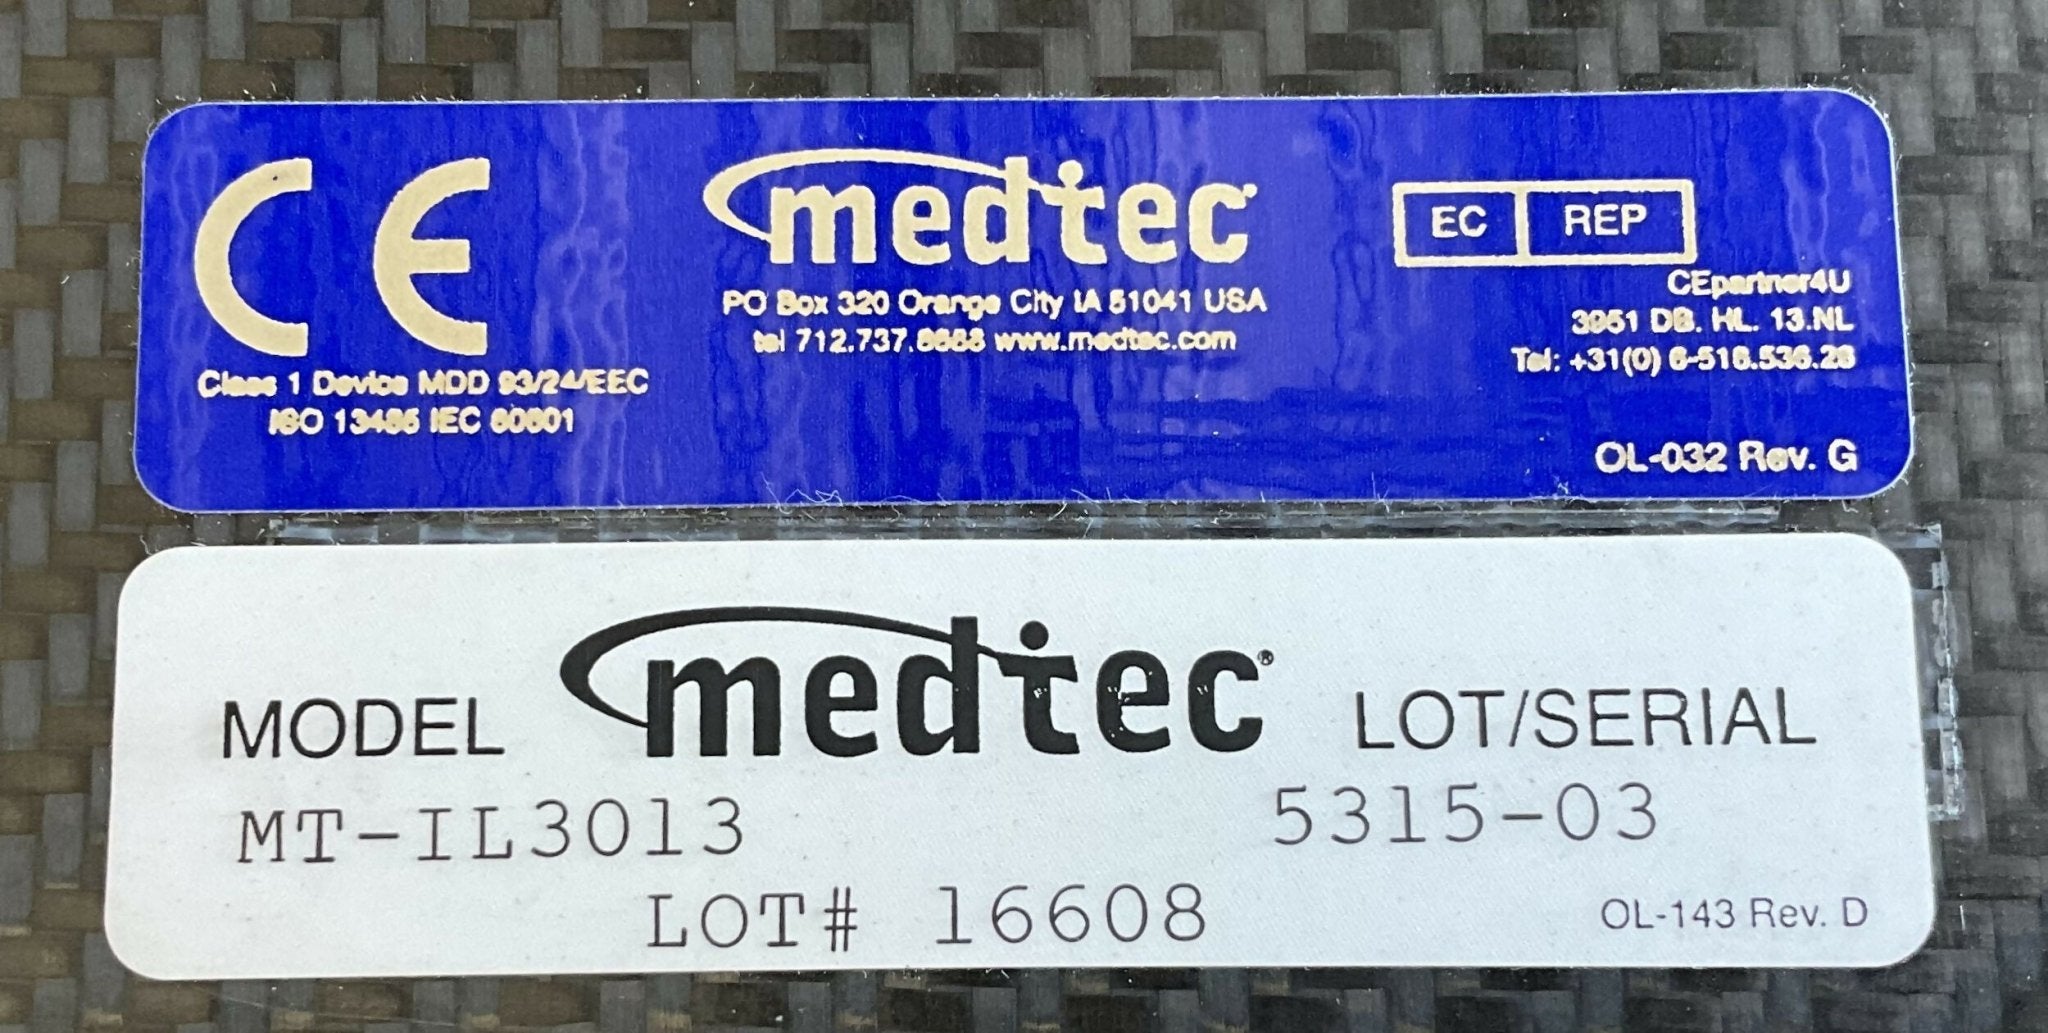 CE
Class 1 Device MDD 93/24/EEC
ISO 13485 IEC 60601
medtec
PO Box 320 Orange City IA 51041 USA
tel 712.737.8688 www.medtec.com
EC REP
CEpartner4U
3951 DB. HL. 13.NL
Tel: +31(0) 6-516.536.26
OL-032 Rev. G
MODEL medtec® LOT/SERIAL
MT-IL3013 5315-03
LOT# 16608
OL-143 Rev. D